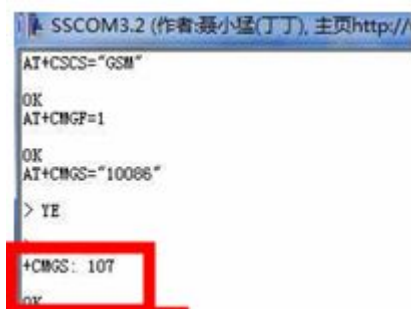 SSCOM3.2 (作者:聂小猛(丁丁), 主页http://
AT+CSCS="GSM"
OK
AT+CMGF=1
OK
AT+CMGS="10086"
> YE
+CMGS: 107
OK